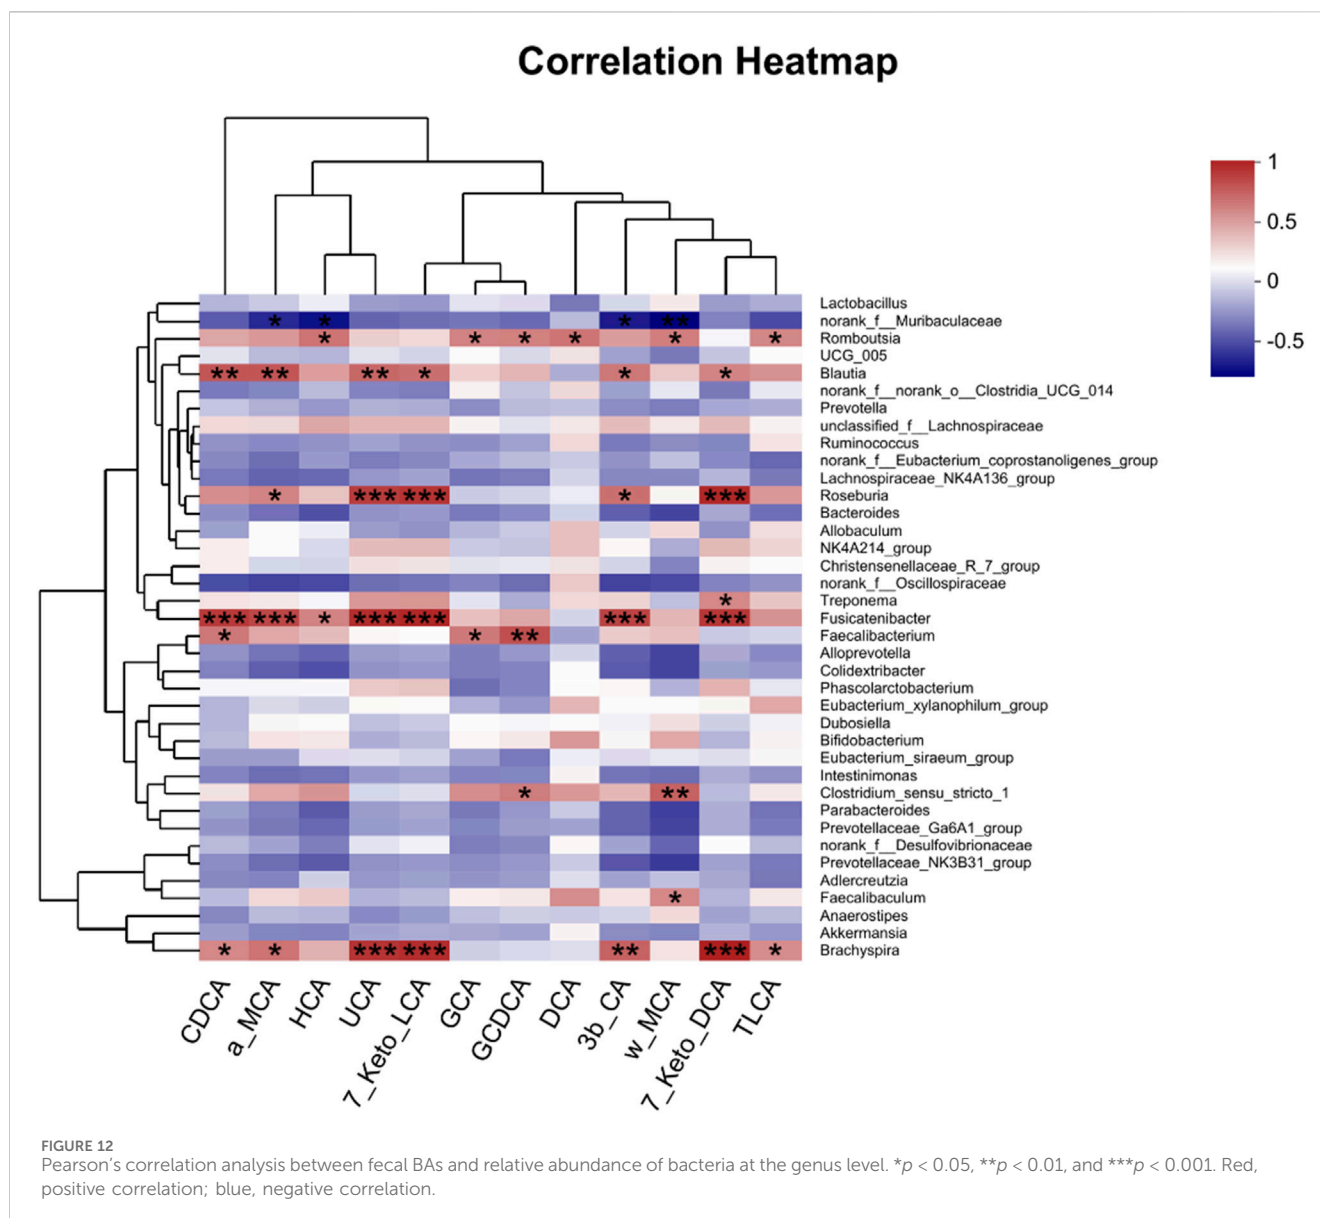 Correlation Heatmap
1
0.5
0
-0.5
Lactobacillus
norank_f__Muribaculaceae
* * * **
Romboutsia
* * * * * *
UCG_005
Blautia
** ** ** * * *
norank_f__norank_o__Clostridia_UCG_014
Prevotella
unclassified_f__Lachnospiraceae
Ruminococcus
norank_f__Eubacterium_coprostanoligenes_group
Lachnospiraceae_NK4A136_group
Roseburia
* *** *** * ***
Bacteroides
Allobaculum
NK4A214_group
Christensenellaceae_R_7_group
norank_f__Oscillospiraceae
Treponema
*
Fusicatenibacter
*** *** * *** *** *** ***
Faecalibacterium
* * **
Alloprevotella
Colidextribacter
Phascolarctobacterium
Eubacterium_xylanophilum_group
Dubosiella
Bifidobacterium
Eubacterium_siraeum_group
Intestinimonas
Clostridium_sensu_stricto_1
* **
Parabacteroides
Prevotellaceae_Ga6A1_group
norank_f__Desulfovibrionaceae
Prevotellaceae_NK3B31_group
Adlercreutzia
Faecalibaculum
*
Anaerostipes
Akkermansia
Brachyspira
* * *** *** ** *** *
CDCA
a_MCA
HCA
UCA
7_Keto_LCA
GCA
GCDCA
DCA
3b_CA
w_MCA
7_Keto_DCA
TLCA
FIGURE 12
Pearson's correlation analysis between fecal BAs and relative abundance of bacteria at the genus level. *p < 0.05, **p < 0.01, and ***p < 0.001. Red,
positive correlation; blue, negative correlation.